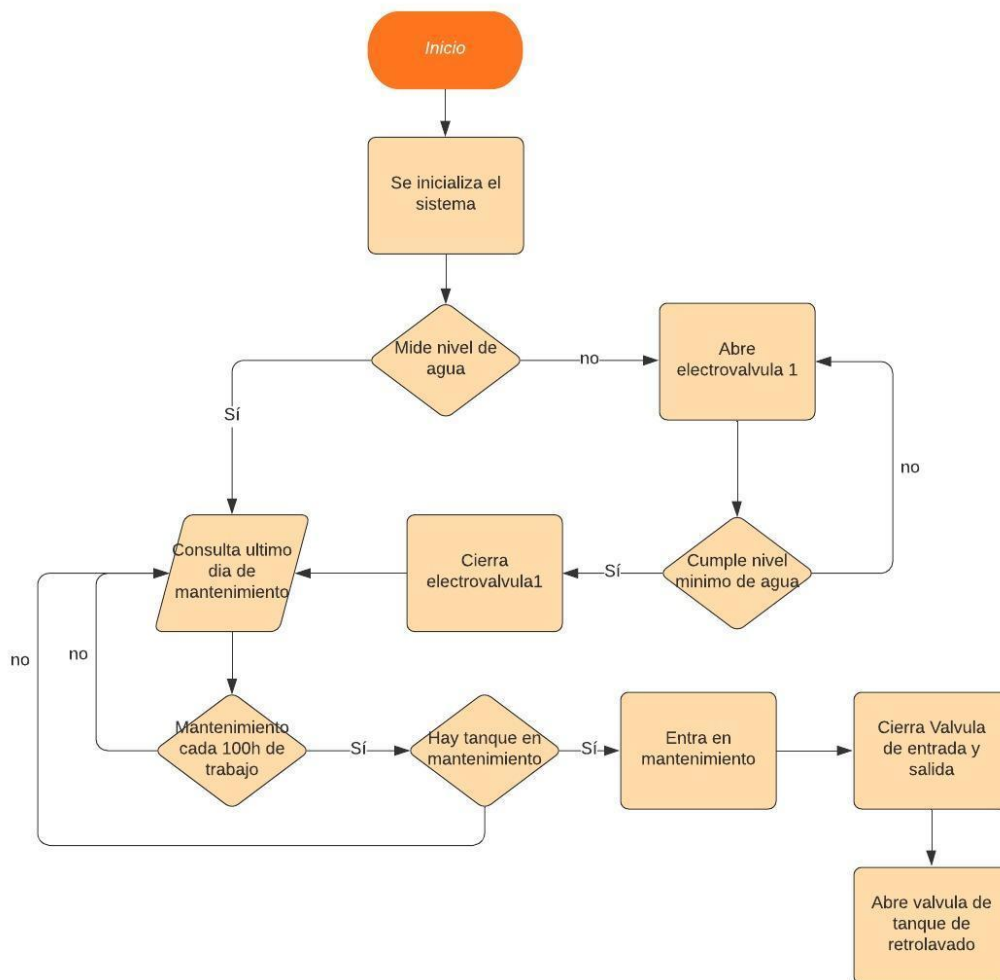 Inicio
Se inicializa el
sistema
Mide nivel de
agua
no
Abre
electrovalvula 1
Sí
no
Consulta ultimo
dia de
mantenimiento
Cierra
electrovalvula1
Sí
Cumple nivel
minimo de agua
no
no
Mantenimiento
cada 100h de
trabajo
Sí
Hay tanque en
mantenimiento
Sí
Entra en
mantenimiento
Cierra Valvula
de entrada y
salida
Abre valvula de
tanque de
retrolavado